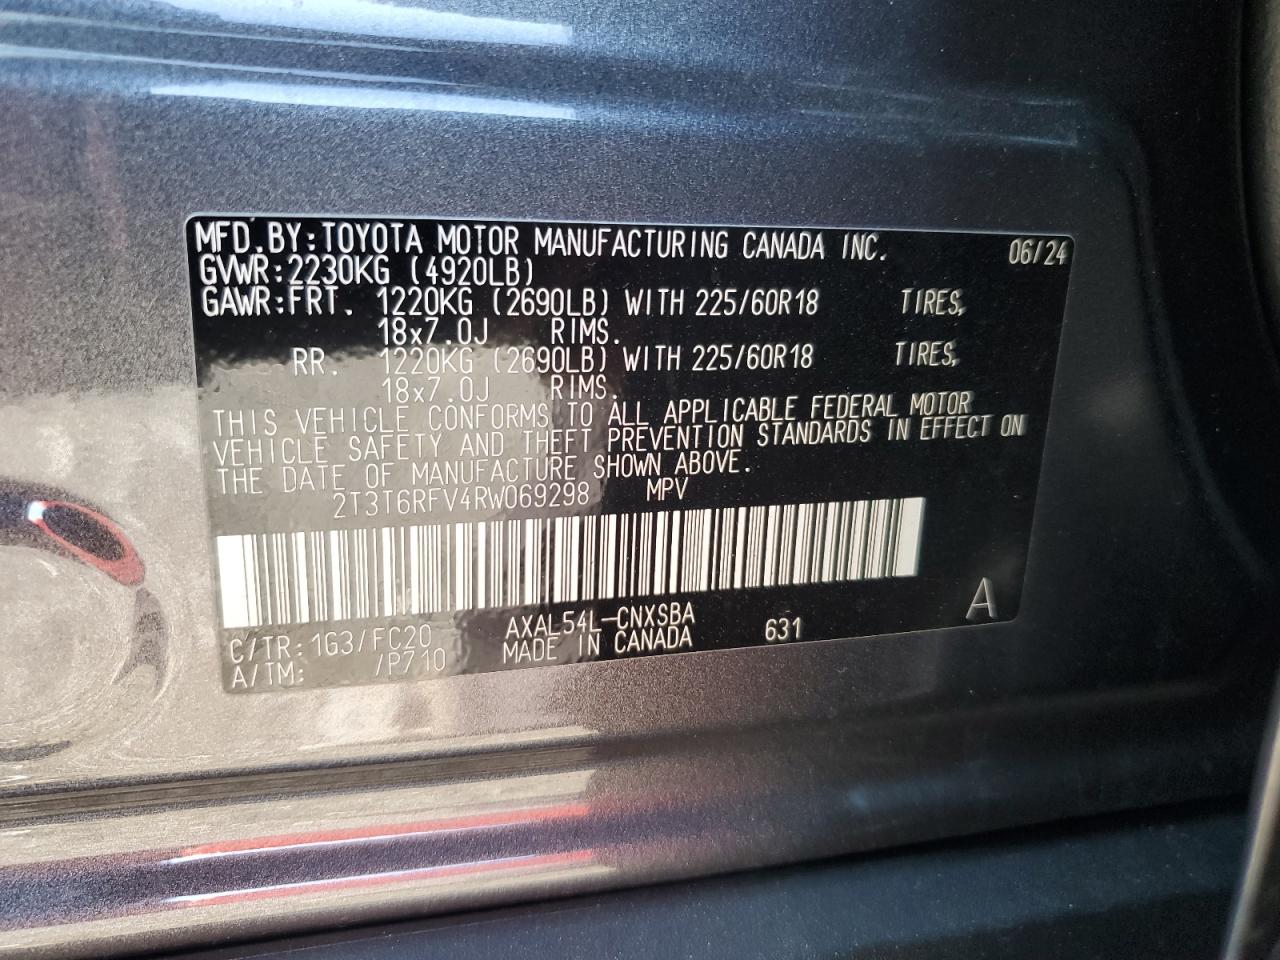 MFD.BY:TOYOTA MOTOR MANUFACTURING CANADA INC. 06/24
GVWR:2230KG (4920LB)
GAWR:FRT. 1220KG (2690LB) WITH 225/60R18 TIRES,
18x7.0J RIMS.
RR. 1220KG (2690LB) WITH 225/60R18 TIRES,
18x7.0J RIMS.
THIS VEHICLE CONFORMS TO ALL APPLICABLE FEDERAL MOTOR
VEHICLE SAFETY AND THEFT PREVENTION STANDARDS IN EFFECT ON
THE DATE OF MANUFACTURE SHOWN ABOVE.
2T3T6RFV4RW069298 MPV
C/TR:1G3/FC20 AXAL54L-CNXSBA 631 A
A/TM: /P710 MADE IN CANADA